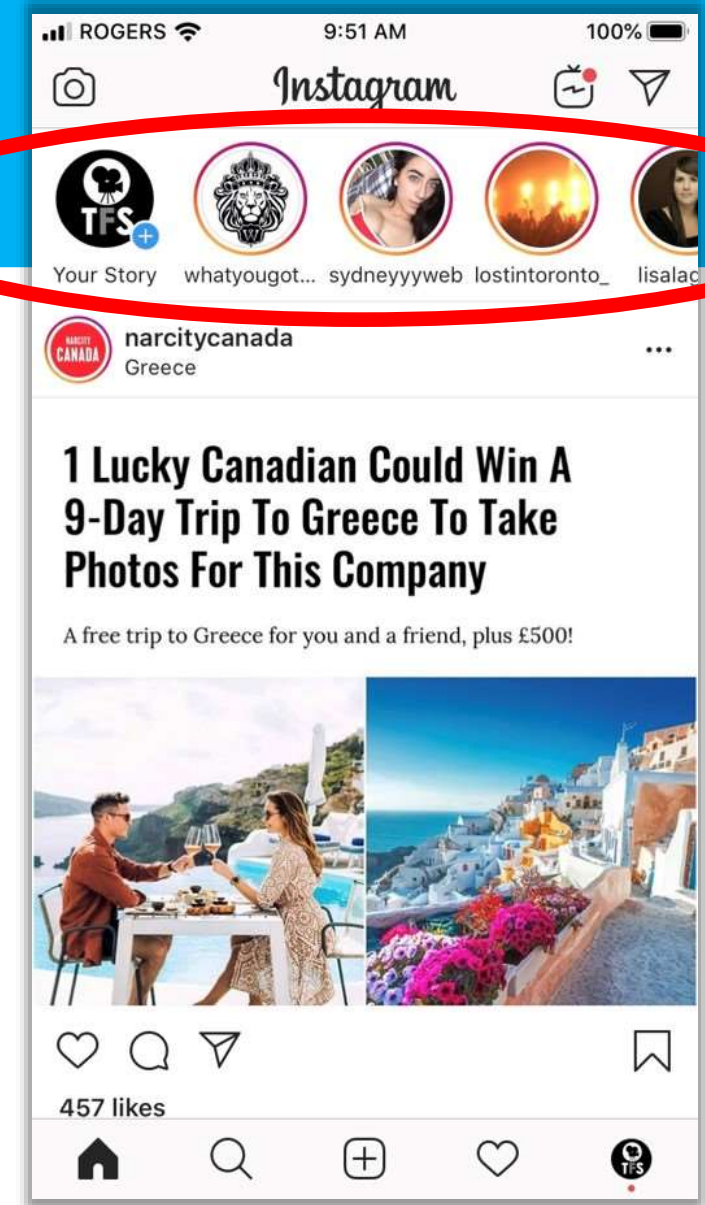 ROGERS 9:51 AM 100%
Instagram
TFS
W
Your Story whatyougot... sydneyyyweb lostintoronto_ lisalag
NARCITY
CANADA
narcitycanada
Greece
1 Lucky Canadian Could Win A
9-Day Trip To Greece To Take
Photos For This Company
A free trip to Greece for you and a friend, plus £500!
457 likes
TFS